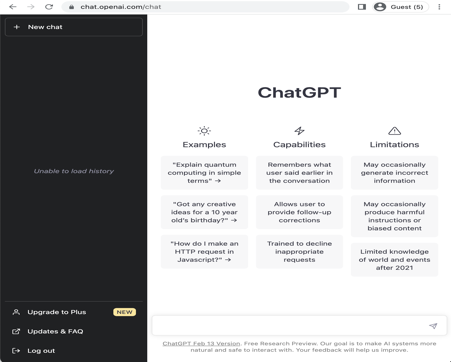 chat.openai.com/chat
Guest (5)
+ New chat
Unable to load history
Upgrade to Plus NEW
Updates & FAQ
Log out
ChatGPT
Examples
"Explain quantum
computing in simple
terms" →
"Got any creative
ideas for a 10 year
old's birthday?" →
"How do I make an
HTTP request in
Javascript?" →
Capabilities
Remembers what
user said earlier in
the conversation
Allows user to
provide follow-up
corrections
Trained to decline
inappropriate
requests
Limitations
May occasionally
generate incorrect
information
May occasionally
produce harmful
instructions or
biased content
Limited knowledge
of world and events
after 2021
ChatGPT Feb 13 Version. Free Research Preview. Our goal is to make AI systems more
natural and safe to interact with. Your feedback will help us improve.